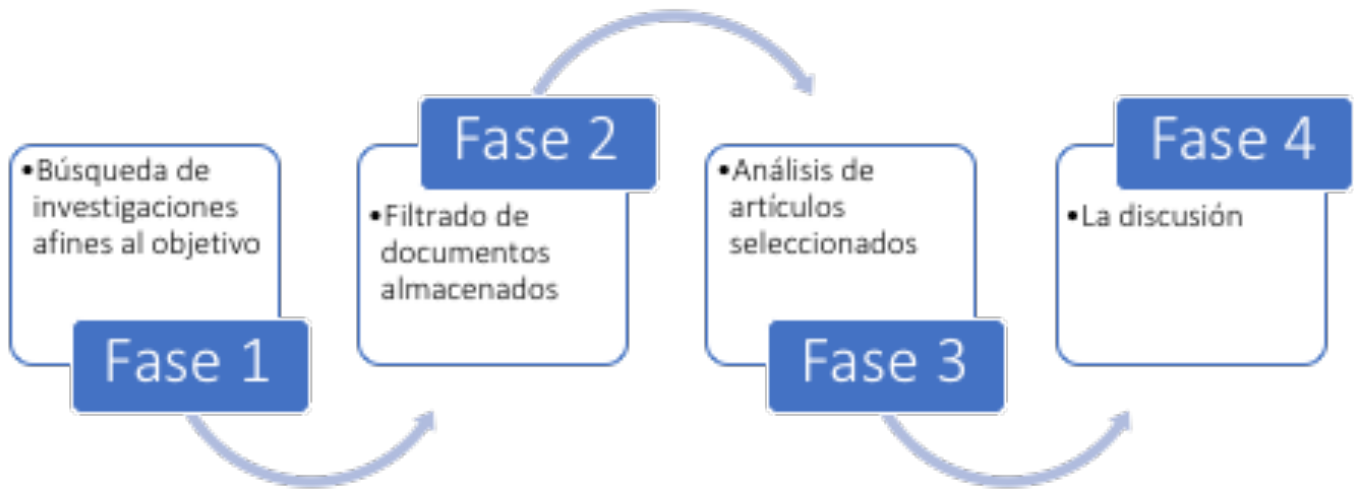 •Búsqueda de
investigaciones
afines al objetivo
Fase 1
Fase 2
•Filtrado de
documentos
almacenados
•Análisis de
artículos
seleccionados
Fase 3
Fase 4
•La discusión